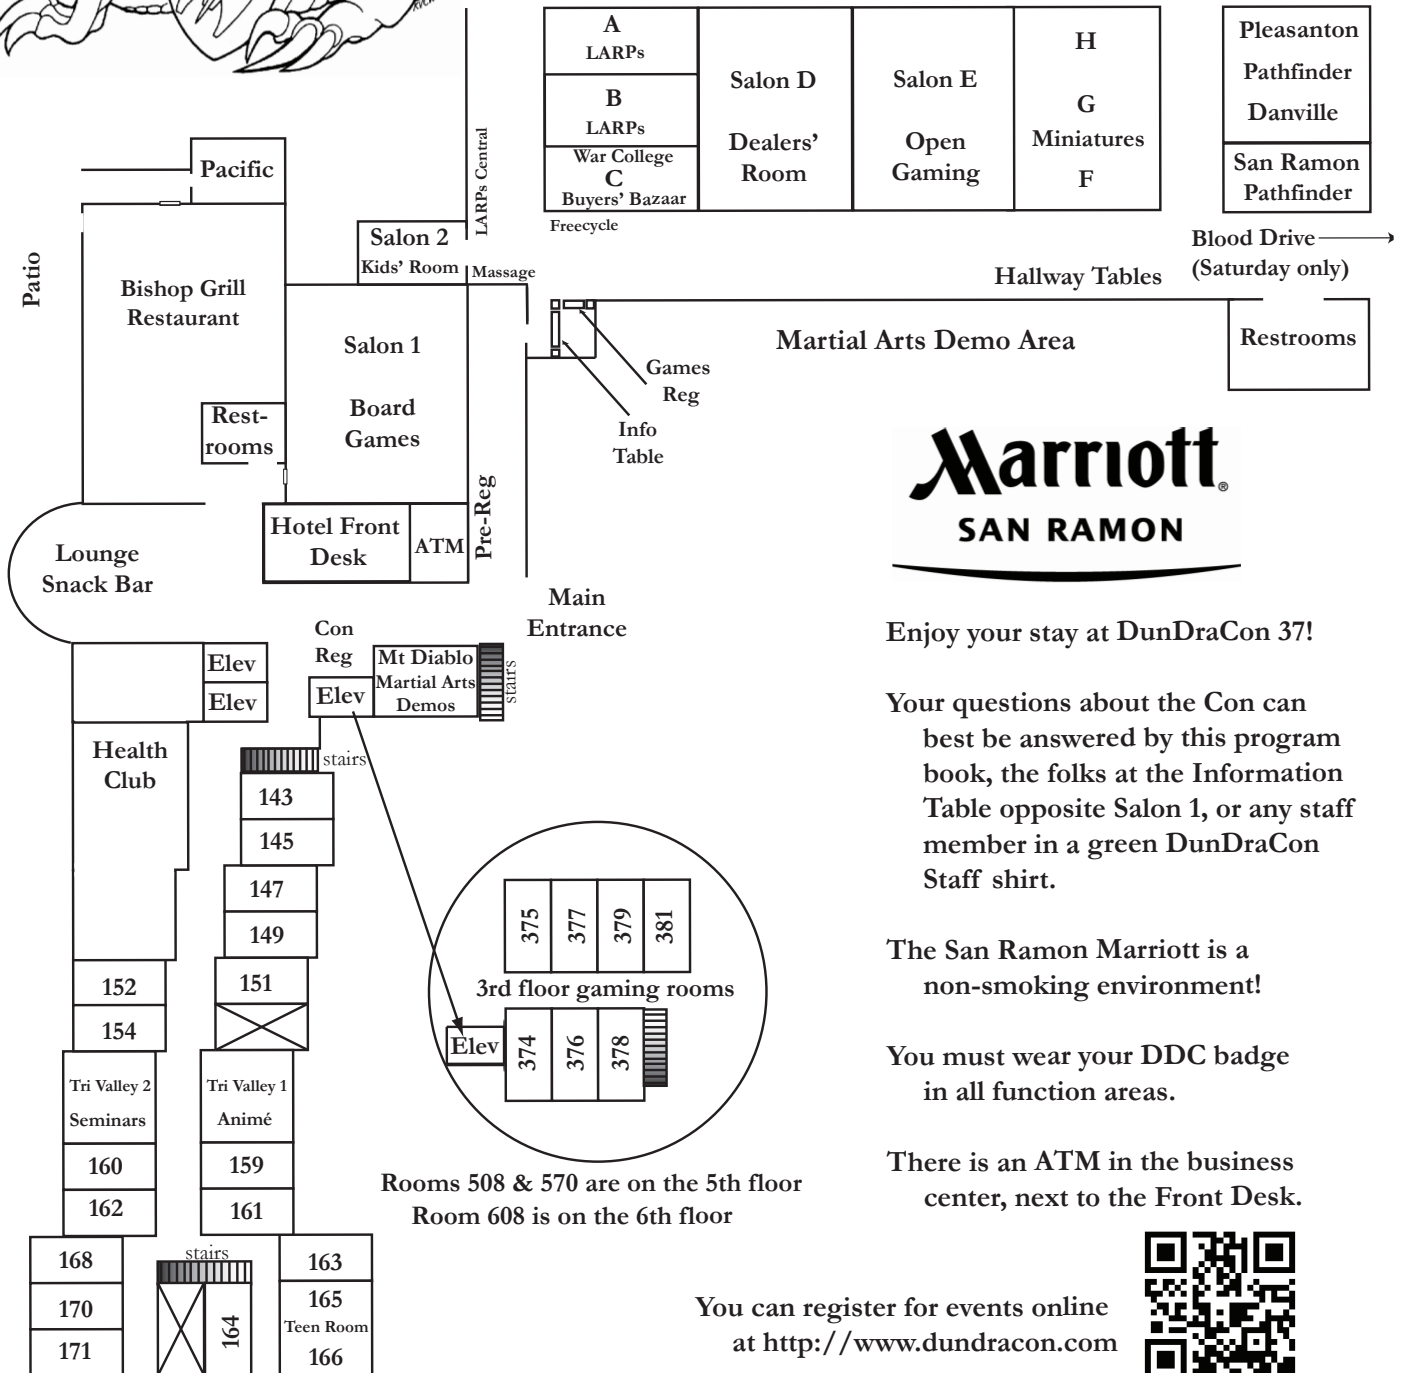 A
LARPs
B
LARPs
War College
C
Buyers' Bazaar
Freecycle
Salon D
Dealers'
Room
Salon E
Open
Gaming
H
G
Miniatures
F
Pleasanton
Pathfinder
Danville
San Ramon
Pathfinder
Blood Drive
(Saturday only)
Hallway Tables
Martial Arts Demo Area
Restrooms
LARPs Central
Pacific
Salon 2
Kids' Room
Massage
Patio
Bishop Grill
Restaurant
Salon 1
Board
Games
Rest-
rooms
Games
Reg
Info
Table
Pre-Reg
Hotel Front
Desk
ATM
Lounge
Snack Bar
Main
Entrance
Con
Reg
Elev
Elev
Elev
Mt Diablo
Martial Arts
Demos
stairs
Health
Club
stairs
143
145
147
149
151
152
154
Tri Valley 2
Seminars
Tri Valley 1
Animé
160
162
159
161
168
170
171
stairs
164
163
165
Teen Room
166
375
377
379
381
3rd floor gaming rooms
Elev
374
376
378
Rooms 508 & 570 are on the 5th floor
Room 608 is on the 6th floor
Marriott®
SAN RAMON
Enjoy your stay at DunDraCon 37!
Your questions about the Con can
best be answered by this program
book, the folks at the Information
Table opposite Salon 1, or any staff
member in a green DunDraCon
Staff shirt.
The San Ramon Marriott is a
non-smoking environment!
You must wear your DDC badge
in all function areas.
There is an ATM in the business
center, next to the Front Desk.
You can register for events online
at http://www.dundracon.com